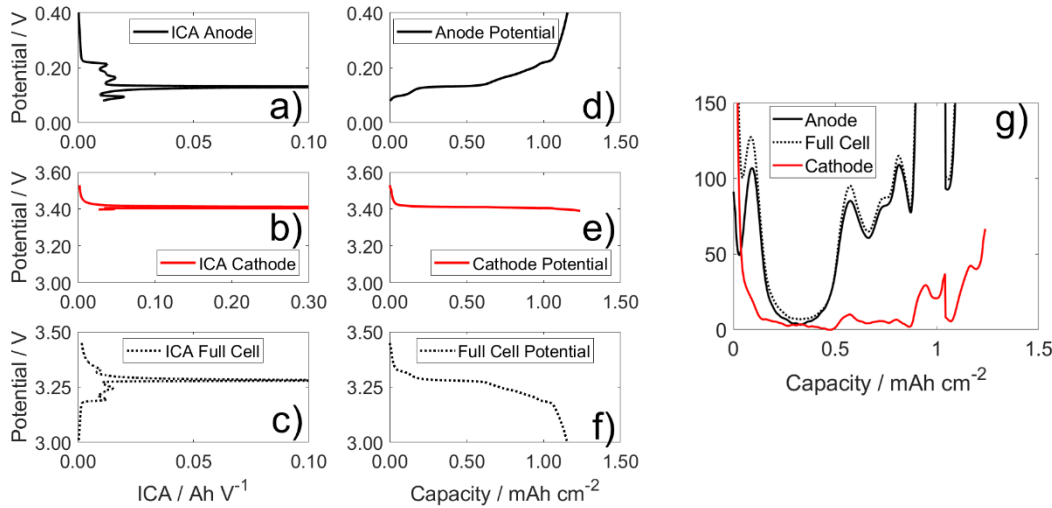 Potential / V
0.40
0.20
0.00
ICA Anode
a)
0.00
0.05
0.10
0.40
0.20
0.00
Anode Potential
d)
0.00
0.50
1.00
1.50
Potential / V
3.60
3.40
3.20
3.00
b)
ICA Cathode
0.10
0.20
0.30
3.60
3.40
3.20
3.00
e)
Cathode Potential
0.00
0.50
1.00
1.50
Potential / V
3.50
3.25
3.00
ICA Full Cell
c)
0.00
0.05
0.10
ICA / Ah V⁻¹
3.50
3.25
3.00
Full Cell Potential
f)
0.00
0.50
1.00
1.50
Capacity / mAh cm⁻²
150
100
50
0
Anode
Full Cell
Cathode
g)
0
0.5
1
1.5
Capacity / mAh cm⁻²